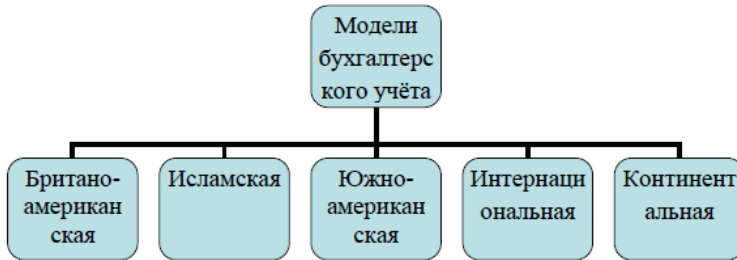 Модели
бухгалтерс
кого учёта
Британо-
американ
ская
Исламская
Южно-
американ
ская
Интернаци
ональная
Континент
альная